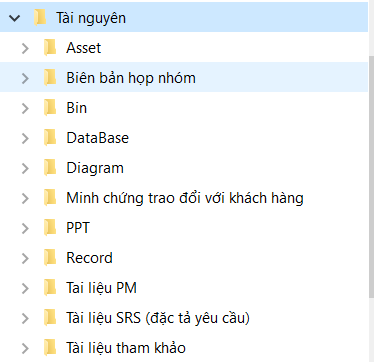 Tài nguyên
Asset
Biên bản họp nhóm
Bin
DataBase
Diagram
Minh chứng trao đổi với khách hàng
PPT
Record
Tai liệu PM
Tài liệu SRS (đặc tả yêu cầu)
Tài liệu tham khảo